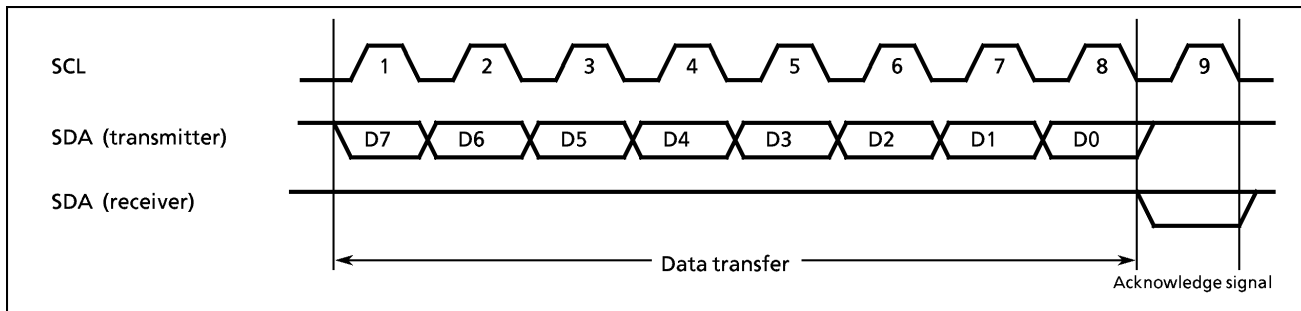 SCL 1 2 3 4 5 6 7 8 9
SDA (transmitter) D7 D6 D5 D4 D3 D2 D1 D0
SDA (receiver)
Data transfer
Acknowledge signal